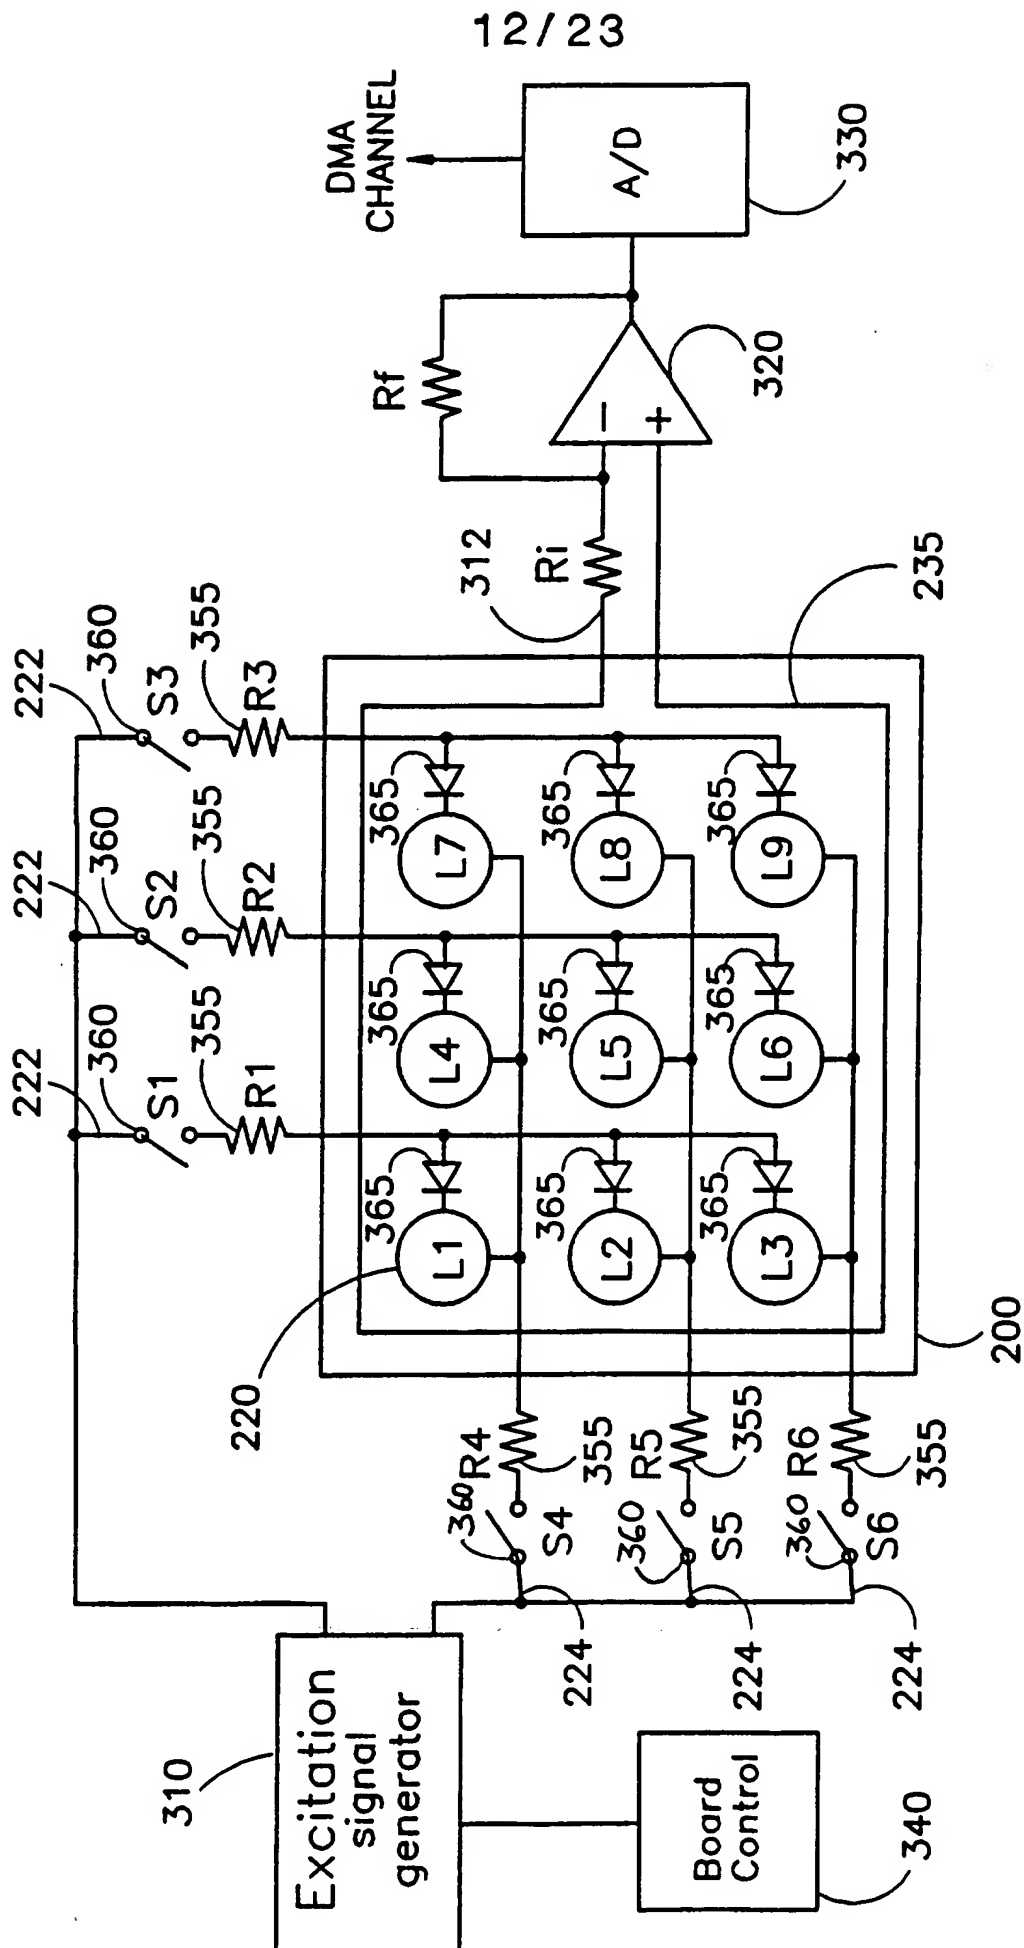 12/23
DMA
CHANNEL
A/D
330
Rf
320
312
Ri
235
222
360
S3
355
R3
222
360
S2
355
R2
222
360
S1
355
R1
365
L7
365
L8
365
L9
365
L4
365
L5
365
L6
365
L1
365
L2
365
L3
−
+
220
200
R4
355
360
S4
R5
355
360
S5
R6
355
360
S6
224
224
224
310
Excitation
signal
generator
Board
Control
340